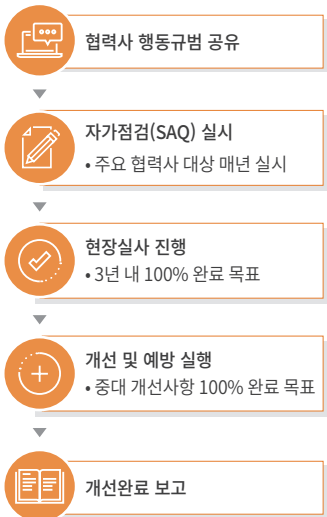 협력사 행동규범 공유
자가점검(SAQ) 실시
• 주요 협력사 대상 매년 실시
현장실사 진행
• 3년 내 100% 완료 목표
개선 및 예방 실행
• 중대 개선사항 100% 완료 목표
개선완료 보고